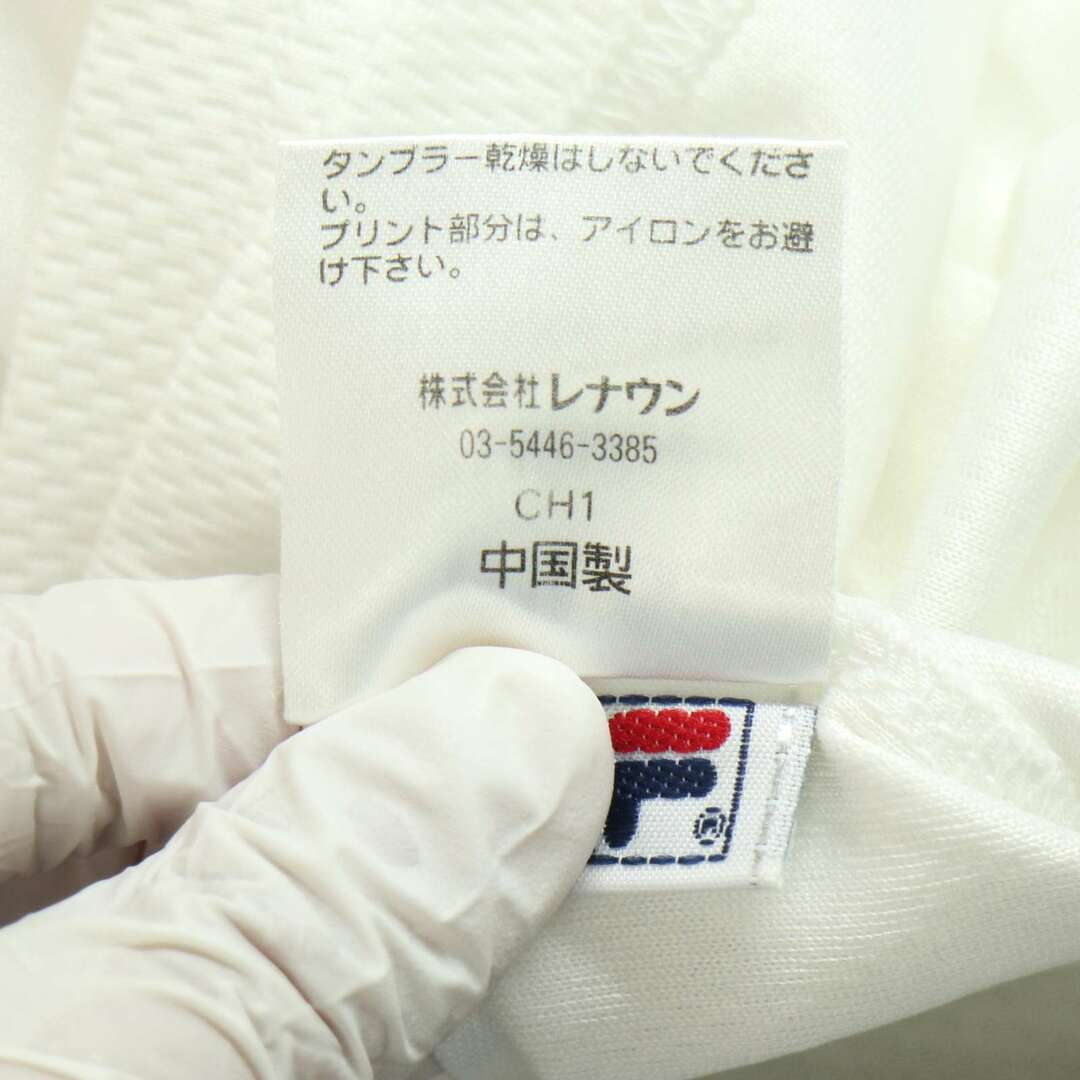 タンブラー乾燥はしないでくださ
い。
プリント部分は、アイロンをお避
け下さい。
株式会社レナウン
03-5446-3385
CH1
中国製
F
®